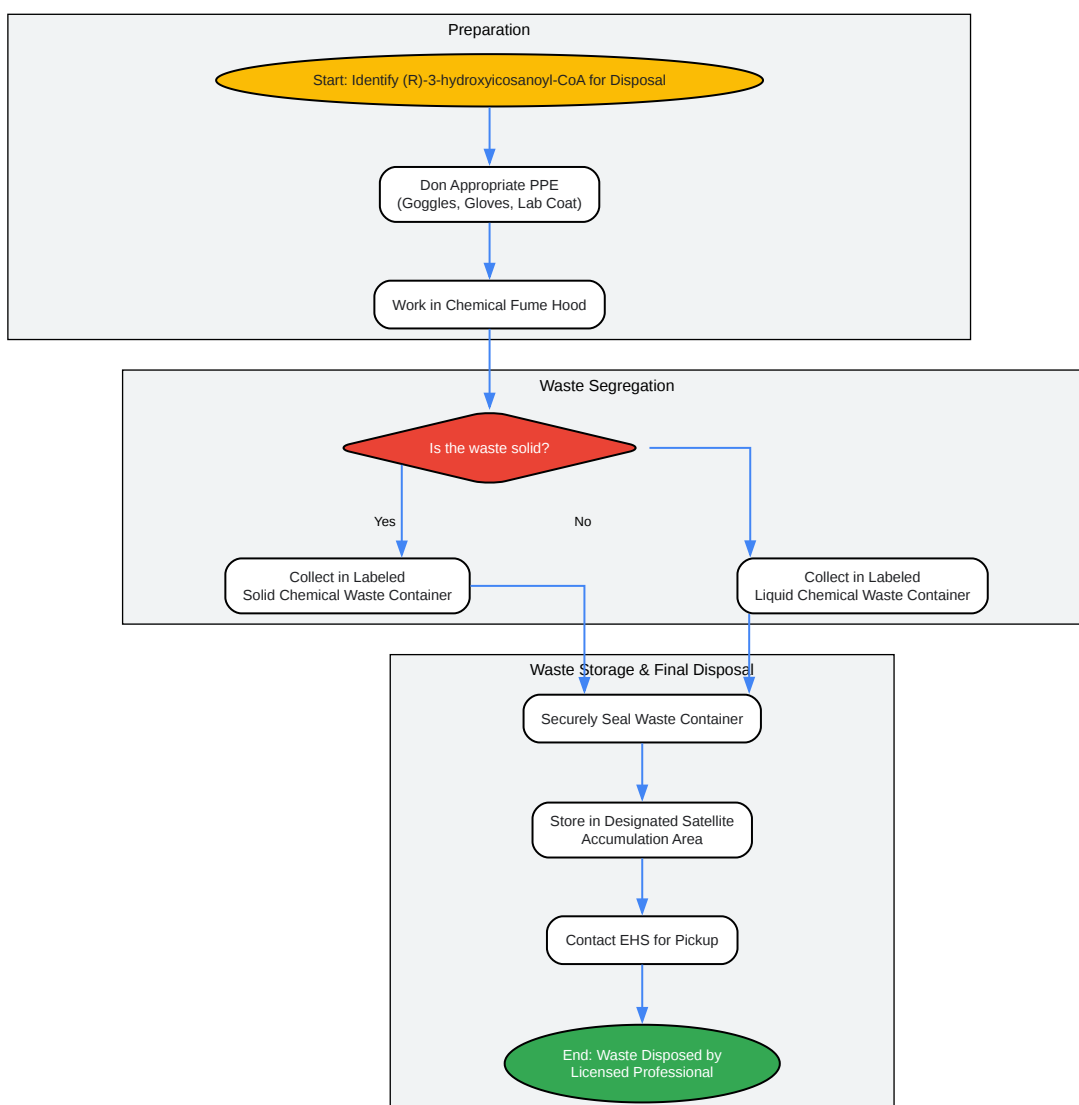 Preparation
Start: Identify (R)-3-hydroxyicosanoyl-CoA for Disposal
Don Appropriate PPE
(Goggles, Gloves, Lab Coat)
Work in Chemical Fume Hood
Waste Segregation
Is the waste solid?
Yes
No
Collect in Labeled
Solid Chemical Waste Container
Collect in Labeled
Liquid Chemical Waste Container
Waste Storage & Final Disposal
Securely Seal Waste Container
Store in Designated Satellite
Accumulation Area
Contact EHS for Pickup
End: Waste Disposed by
Licensed Professional